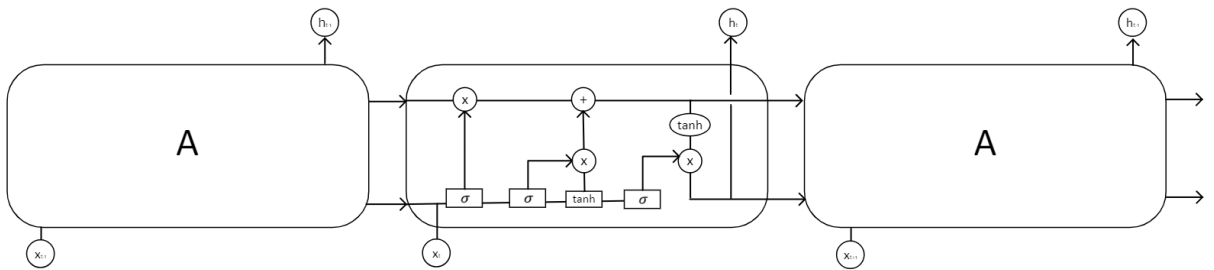 hₜ₋₁
hₜ
hₜ₋₁
x
+
tanh
A
x
x
A
σ
σ
tanh
σ
xₜ₋₁
xₜ
xₜ₊₁